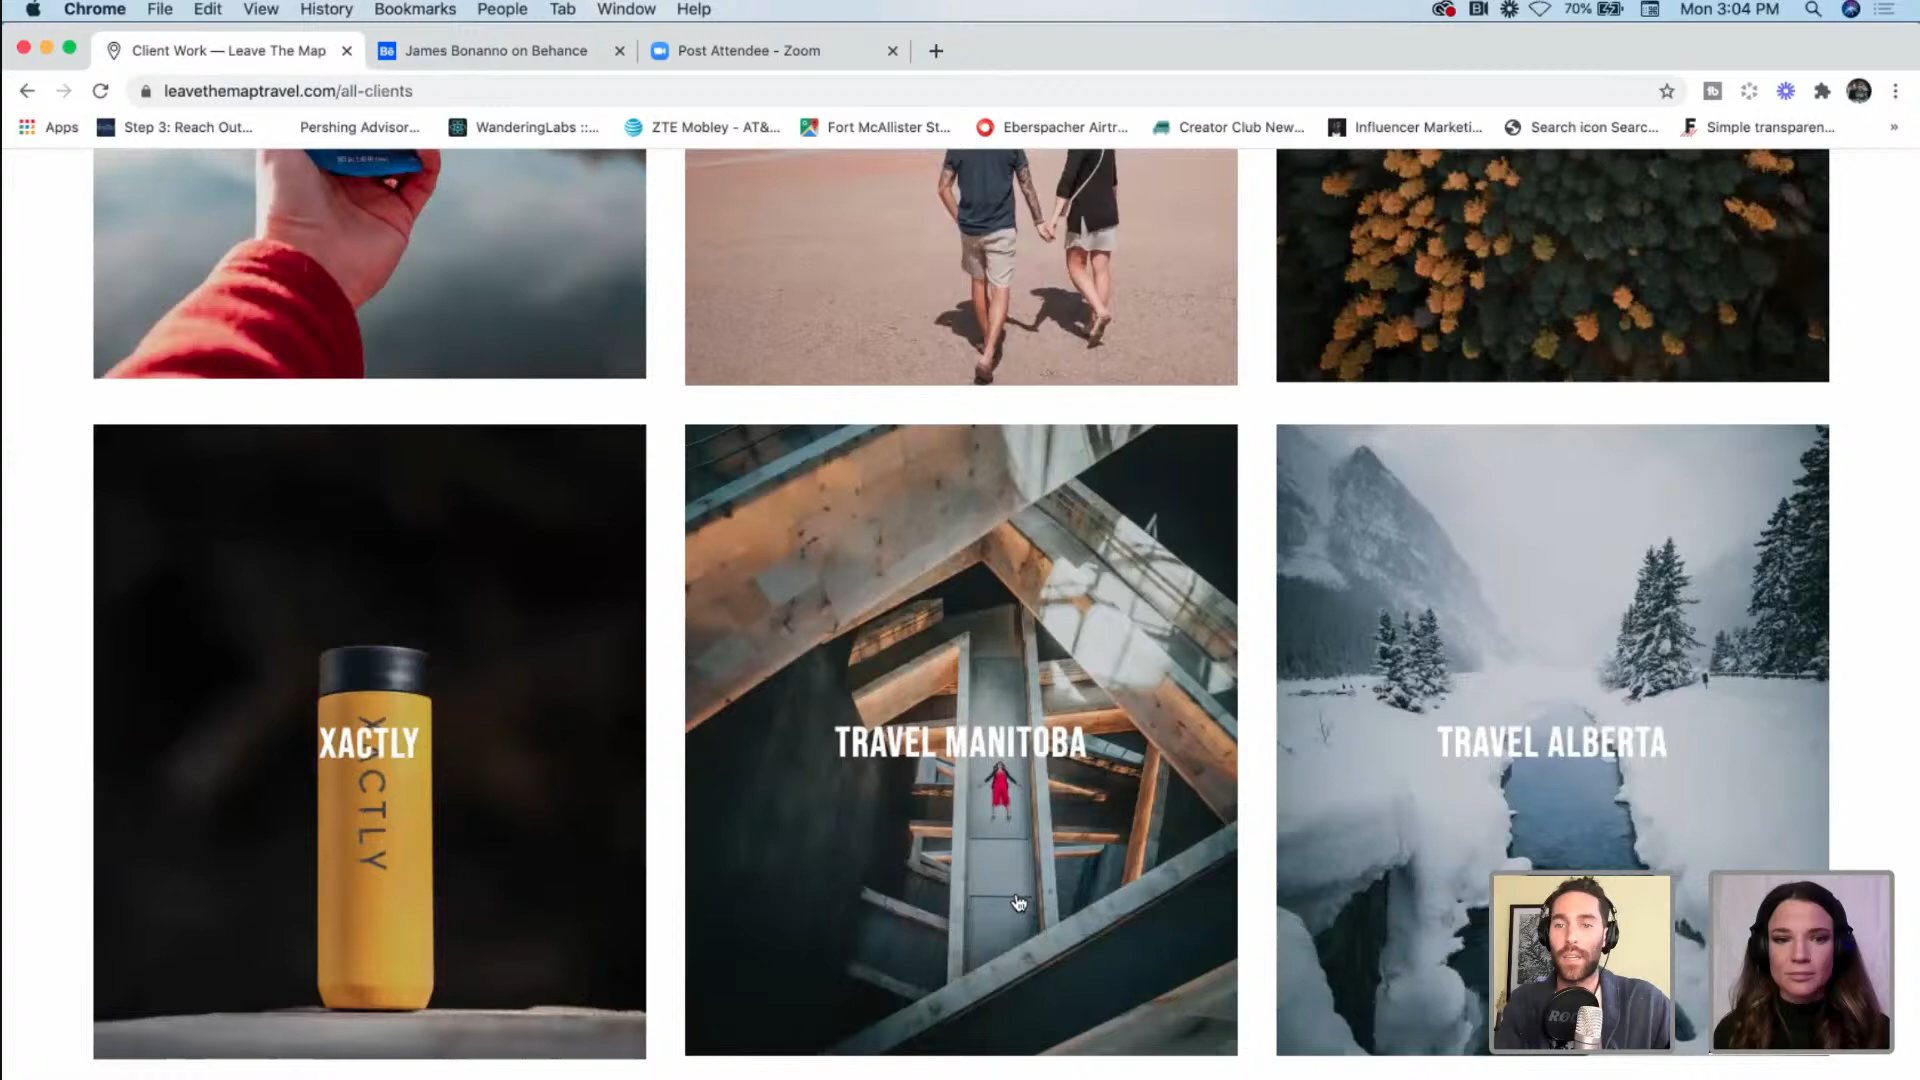 Chrome File Edit View History Bookmarks People Tab Window Help 70% Mon 3:04 PM
Client Work — Leave The Map
Bē James Bonanno on Behance
Post Attendee - Zoom
leavethemaptravel.com/all-clients
Apps Step 3: Reach Out... Pershing Advisor... WanderingLabs ::... ZTE Mobley - AT&... Fort McAllister St... Eberspacher Airtr... Creator Club New... Influencer Marketi... Search icon Searc... Simple transparen... »
XACTLY
XACTLY
TRAVEL MANITOBA
TRAVEL ALBERTA